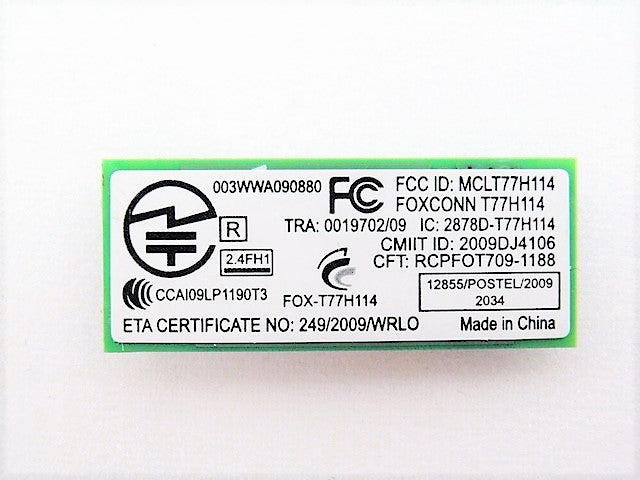 003WWA090880
FCC
FCC ID: MCLT77H114
FOXCONN T77H114
R
TRA: 0019702/09 IC: 2878D-T77H114
CMIIT ID: 2009DJ4106
2.4FH1
CFT: RCPFOT709-1188
CCAI09LP1190T3
FOX-T77H114
12855/POSTEL/2009
2034
ETA CERTIFICATE NO: 249/2009/WRLO
Made in China